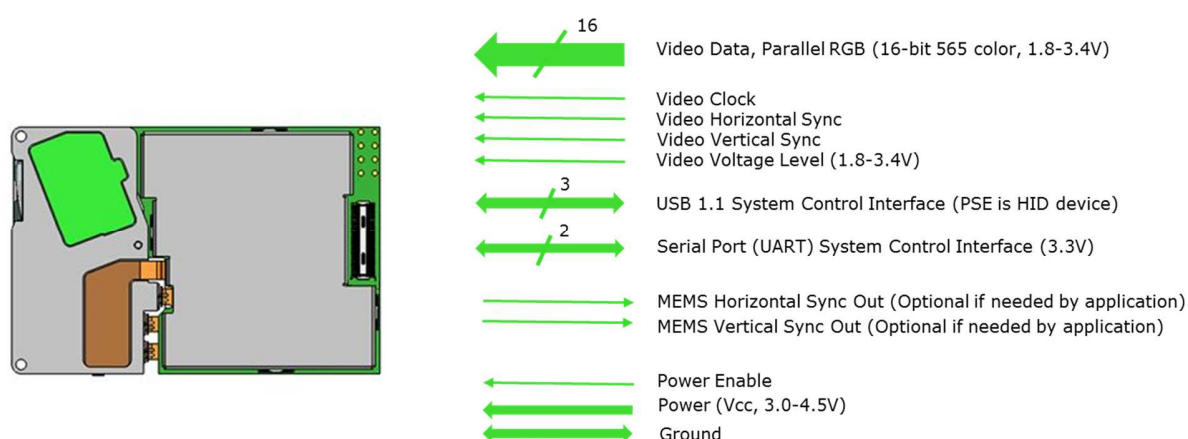 16
Video Data, Parallel RGB (16-bit 565 color, 1.8-3.4V)
Video Clock
Video Horizontal Sync
Video Vertical Sync
Video Voltage Level (1.8-3.4V)
3
USB 1.1 System Control Interface (PSE is HID device)
2
Serial Port (UART) System Control Interface (3.3V)
MEMS Horizontal Sync Out (Optional if needed by application)
MEMS Vertical Sync Out (Optional if needed by application)
Power Enable
Power (Vcc, 3.0-4.5V)
Ground